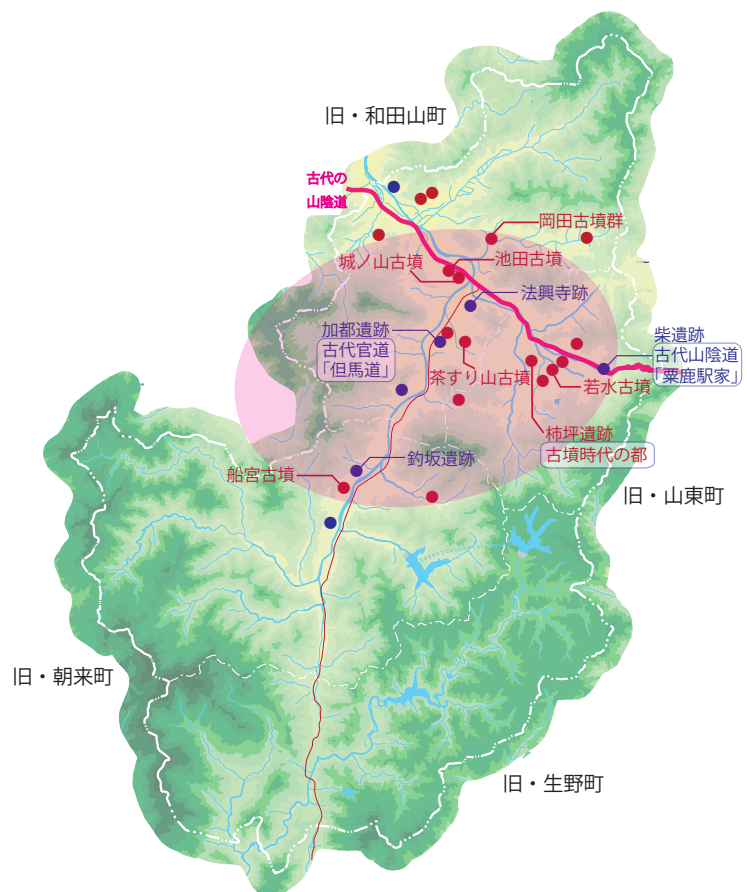 旧・和田山町
古代の
山陰道
岡田古墳群
城ノ山古墳
池田古墳
法興寺跡
加都遺跡
古代官道
「但馬道」
柴遺跡
古代山陰道
「粟鹿駅家」
茶すり山古墳
若水古墳
柿坪遺跡
古墳時代の都
釣坂遺跡
船宮古墳
旧・山東町
旧・朝来町
旧・生野町